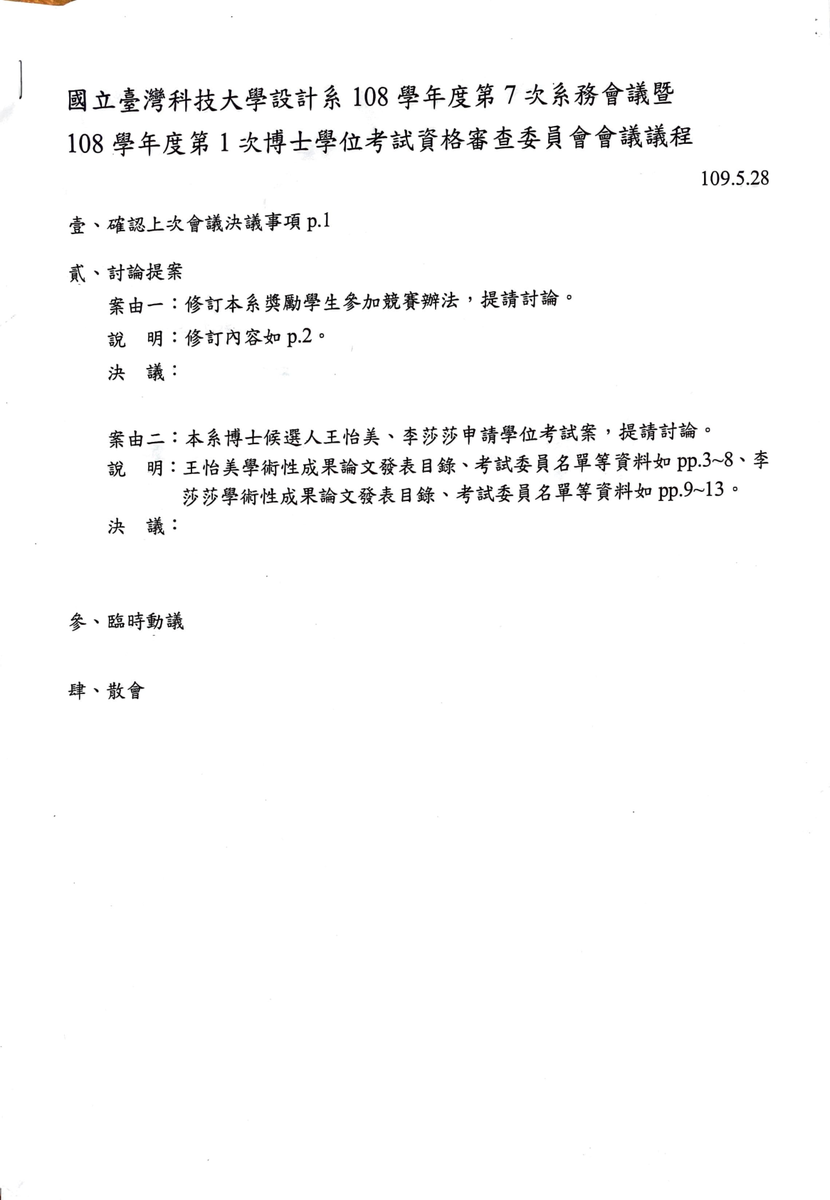 國立臺灣科技大學設計系 108 學年度第 7 次系務會議暨
108 學年度第 1 次博士學位考試資格審查委員會會議議程
109.5.28
壹、確認上次會議決議事項 p.1
貳、討論提案
案由一：修訂本系獎勵學生參加競賽辦法，提請討論。
說　明：修訂內容如 p.2。
決　議：
案由二：本系博士候選人王怡美、李莎莎申請學位考試案，提請討論。
說　明：王怡美學術性成果論文發表目錄、考試委員名單等資料如 pp.3~8、李
莎莎學術性成果論文發表目錄、考試委員名單等資料如 pp.9~13。
決　議：
參、臨時動議
肆、散會